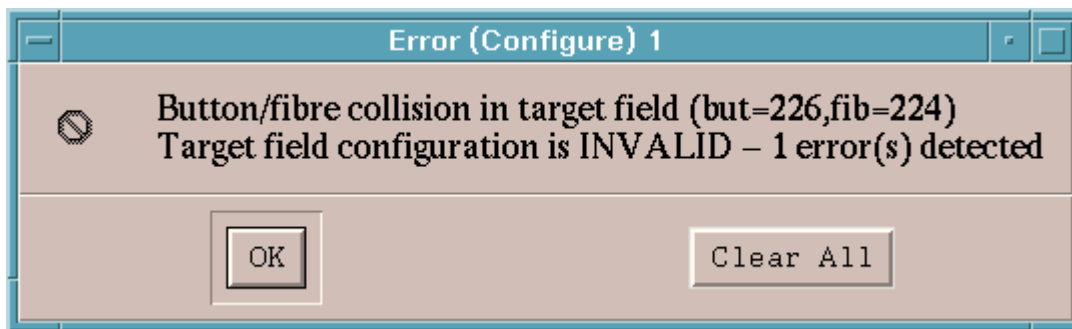 Error (Configure) 1
Button/fibre collision in target field (but=226,fib=224)
Target field configuration is INVALID – 1 error(s) detected
OK
Clear All